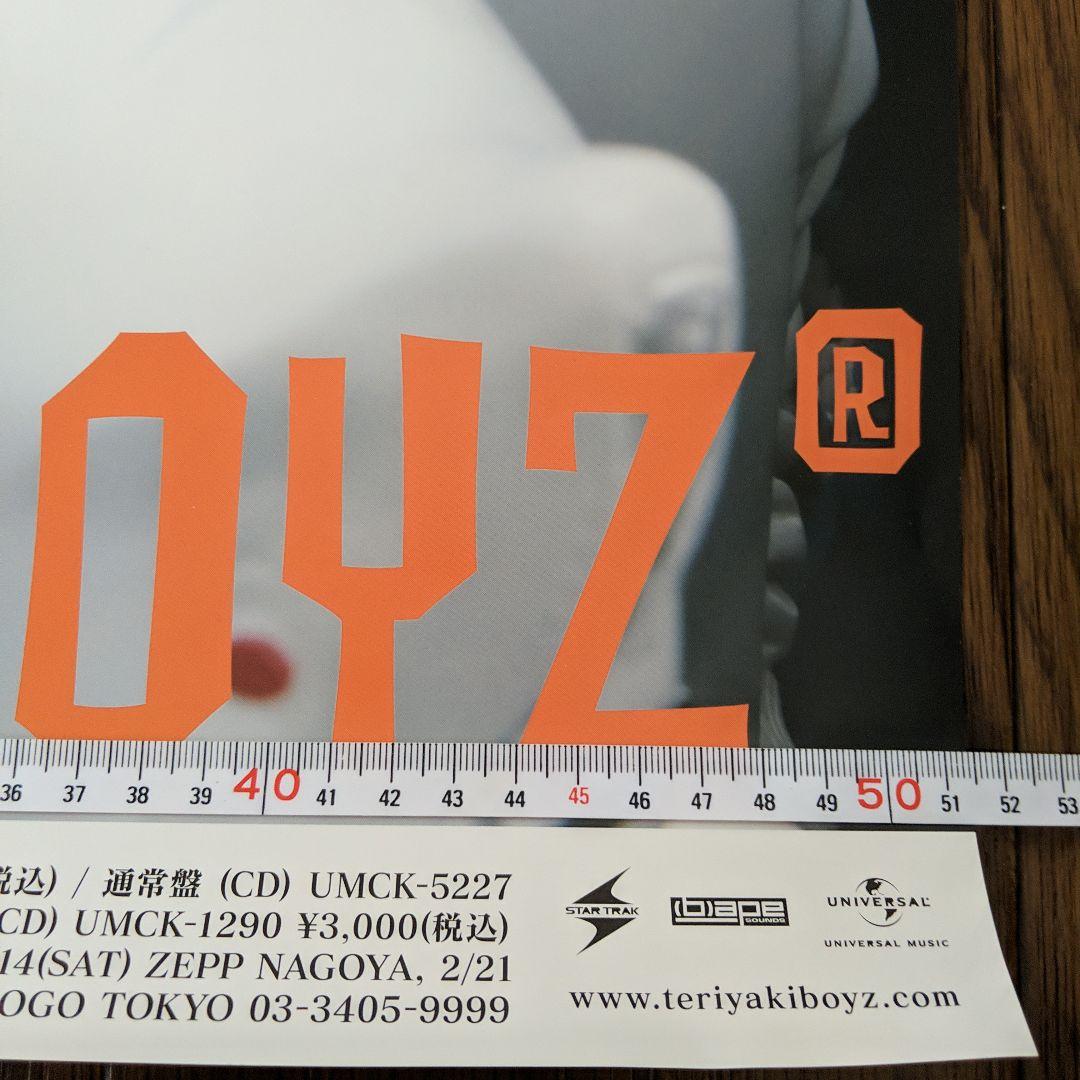 OYZ®
36 37 38 39 40 41 42 43 44 45 46 47 48 49 50 51 52 53
税込) / 通常盤 (CD) UMCK-5227
CD) UMCK-1290 ¥3,000(税込)
14(SAT) ZEPP NAGOYA, 2/21
OGO TOKYO 03-3405-9999
STAR TRAK
(b)ape SOUNDS
UNIVERSAL
UNIVERSAL MUSIC
www.teriyakiboyz.com